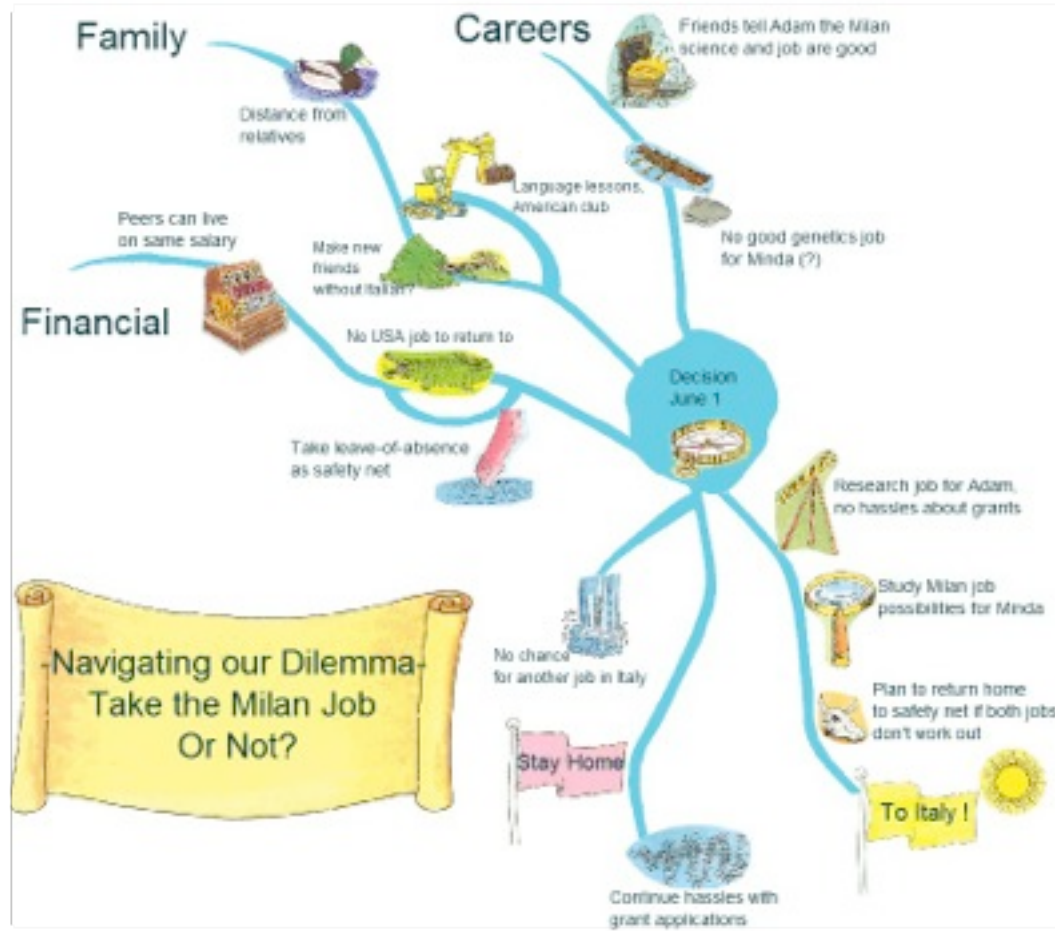 Family
Careers
Friends tell Adam the Milan
science and job are good
Distance from
relatives
Language lessons,
American club
Peers can live
on same salary
Make new
friends
without Italian?
No good genetics job
for Minda (?)
Financial
No USA job to return to
Decision
June 1
Take leave-of-absence
as safety net
Research job for Adam,
no hassles about grants
Study Milan job
possibilities for Minda
No chance
for another job in Italy
Plan to return home
to safety net if both jobs
don't work out
-Navigating our Dilemma-
Take the Milan Job
Or Not?
Stay Home
To Italy !
Continue hassles with
grant applications